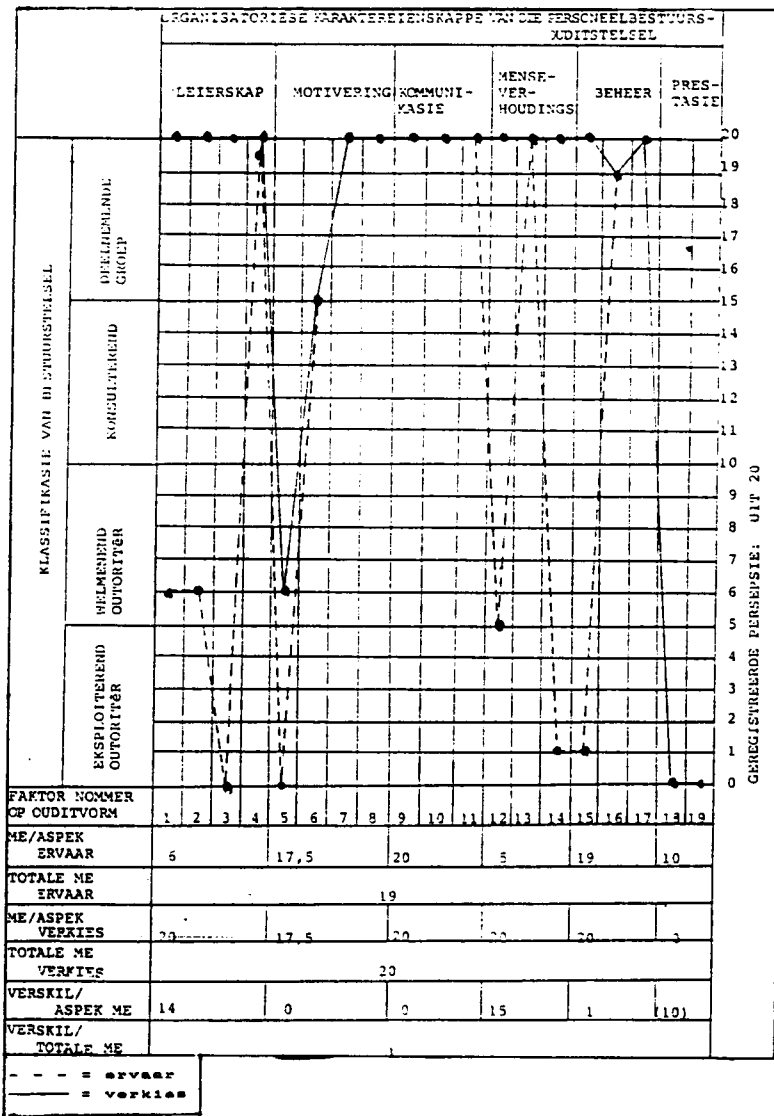 ORGANISATORIESE KARAKTEREIENSKAPPE VAN DIE PERSONEELBESTUURS-
OUDITSTELSEL
LEIERSKAP
MOTIVERING
KOMMUNI-
KASIE
MENSE-
VER-
HOUDINGS
BEHEER
PRES-
TASIE
KLASSIFIKASIE VAN BESTUURSTELSEL
DEELNEMENDE
GROEP
KONSULTEREND
WELMENEND
OUTORITêR
EKSPLOITEREND
OUTORITêR
20
19
18
17
16
15
14
13
12
11
10
9
8
7
6
5
4
3
2
1
0
GEREGISTREERDE PERSEPSIE: UIT 20
FAKTOR NOMMER
OP OUDITVORM
1 2 3 4 5 6 7 8 9 10 11 12 13 14 15 16 17 18 19
ME/ASPEK
ERVAAR
6 17,5 20 5 19 10
TOTALE ME
ERVAAR
19
ME/ASPEK
VERKIES
20 17,5 20 20 20
TOTALE ME
VERKIES
20
VERSKIL/
ASPEK ME
14 0 0 15 1 (10)
VERSKIL/
TOTALE ME
1
- - - = ervaar
——— = verkies